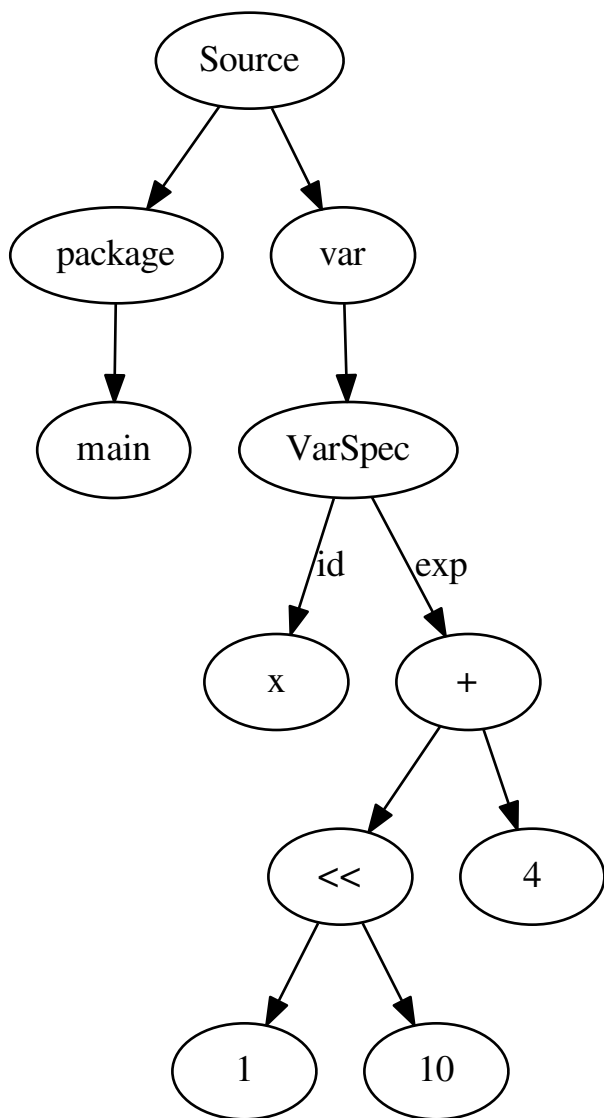 Source
package
var
main
VarSpec
id
exp
x
+
<<
4
1
10